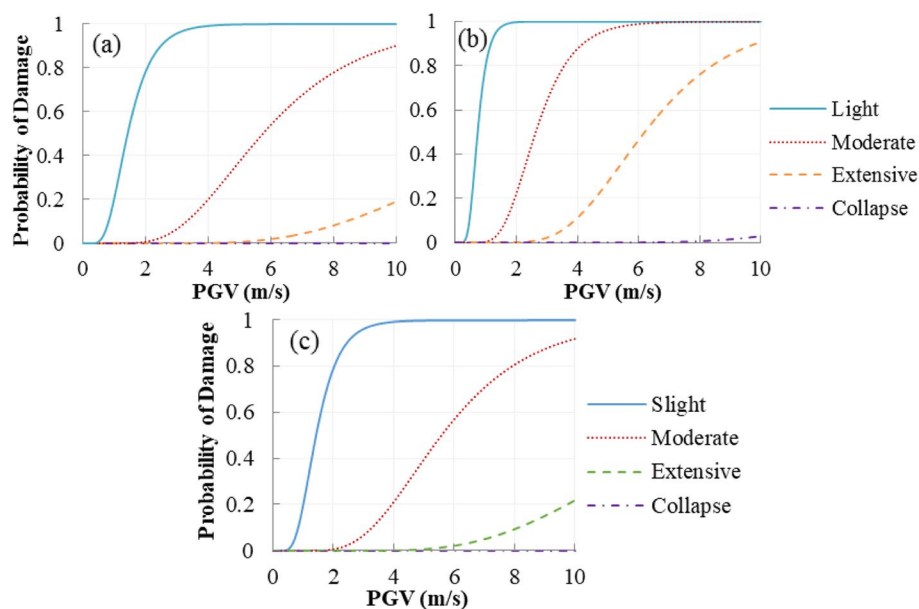 (a)
Probability of Damage
1
0.8
0.6
0.4
0.2
0
0 2 4 6 8 10
PGV (m/s)
(b)
1
0.8
0.6
0.4
0.2
0
0 2 4 6 8 10
PGV (m/s)
Light
Moderate
Extensive
Collapse
(c)
Probability of Damage
1
0.8
0.6
0.4
0.2
0
0 2 4 6 8 10
PGV (m/s)
Slight
Moderate
Extensive
Collapse